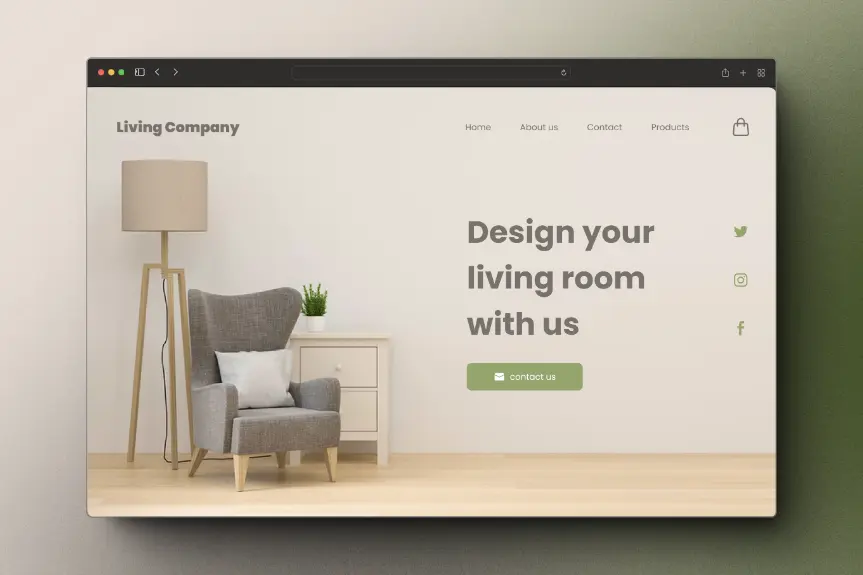 Living Company
Home About us Contact Products
Design your
living room
with us
contact us